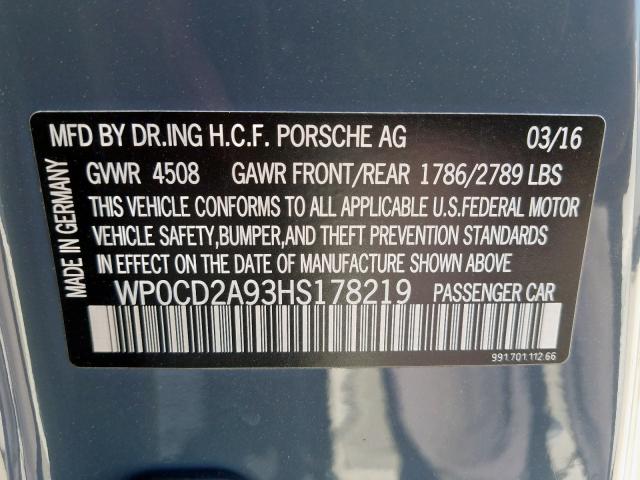 MFD BY DR.ING H.C.F. PORSCHE AG 03/16
GVWR 4508 GAWR FRONT/REAR 1786/2789 LBS
THIS VEHICLE CONFORMS TO ALL APPLICABLE U.S.FEDERAL MOTOR
VEHICLE SAFETY,BUMPER,AND THEFT PREVENTION STANDARDS
IN EFFECT ON THE DATE OF MANUFACTURE SHOWN ABOVE
WP0CD2A93HS178219 PASSENGER CAR
991.701.112.66
MADE IN GERMANY